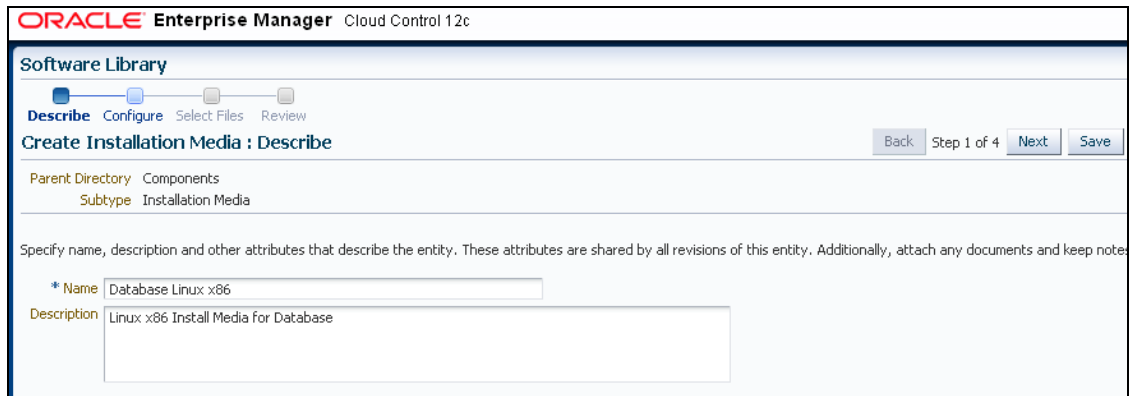 ORACLE Enterprise Manager Cloud Control 12c
Software Library
Describe Configure Select Files Review
Create Installation Media : Describe
Back Step 1 of 4 Next Save
Parent Directory Components
Subtype Installation Media
Specify name, description and other attributes that describe the entity. These attributes are shared by all revisions of this entity. Additionally, attach any documents and keep notes
* Name Database Linux x86
Description Linux x86 Install Media for Database